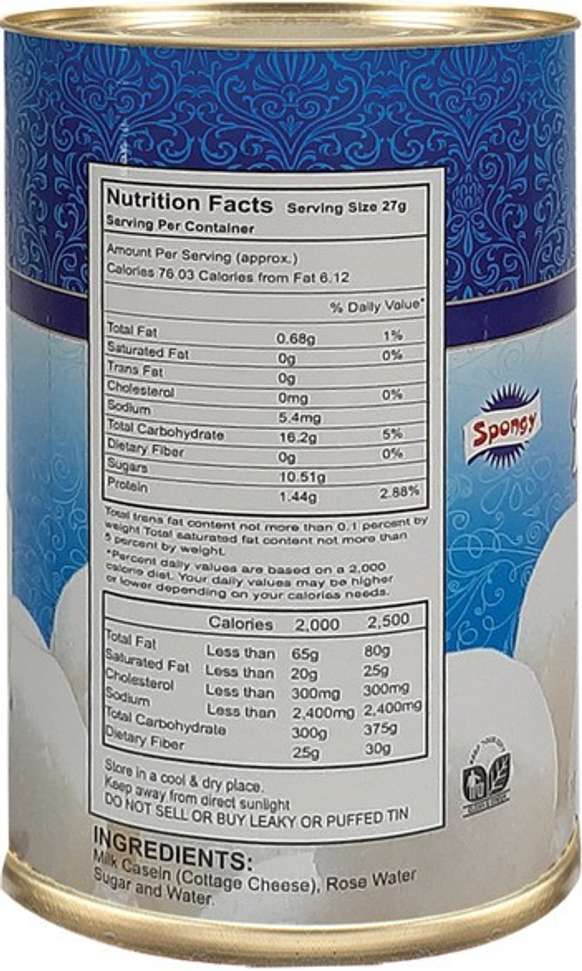 Nutrition Facts Serving Size 27g
Serving Per Container
Amount Per Serving (approx.)
Calories 76.03 Calories from Fat 6.12
% Daily Value*
Total Fat 0.68g 1%
Saturated Fat 0g 0%
Trans Fat 0g
Cholesterol 0mg 0%
Sodium 5.4mg
Total Carbohydrate 16.2g 5%
Dietary Fiber 0g 0%
Sugars 10.51g
Protein 1.44g 2.88%
Total trans fat content not more than 0.1 percent by
weight Total saturated fat content not more than
5 percent by weight.
*Percent daily values are based on a 2,000
calorie diet. Your daily values may be higher
or lower depending on your calories needs.
Calories 2,000 2,500
Total Fat Less than 65g 80g
Saturated Fat Less than 20g 25g
Cholesterol Less than 300mg 300mg
Sodium Less than 2,400mg 2,400mg
Total Carbohydrate 300g 375g
Dietary Fiber 25g 30g
Store in a cool & dry place.
Keep away from direct sunlight
DO NOT SELL OR BUY LEAKY OR PUFFED TIN
INGREDIENTS:
Milk Casein (Cottage Cheese), Rose Water
Sugar and Water.
Spongy